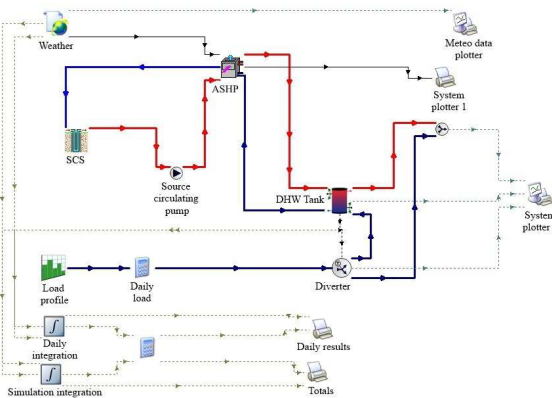 Weather
Meteo data
plotter
ASHP
System
plotter 1
SCS
Source
circulating
pump
DHW Tank
System
plotter
Load
profile
Daily
load
Diverter
Daily
integration
Daily results
Simulation integration
Totals